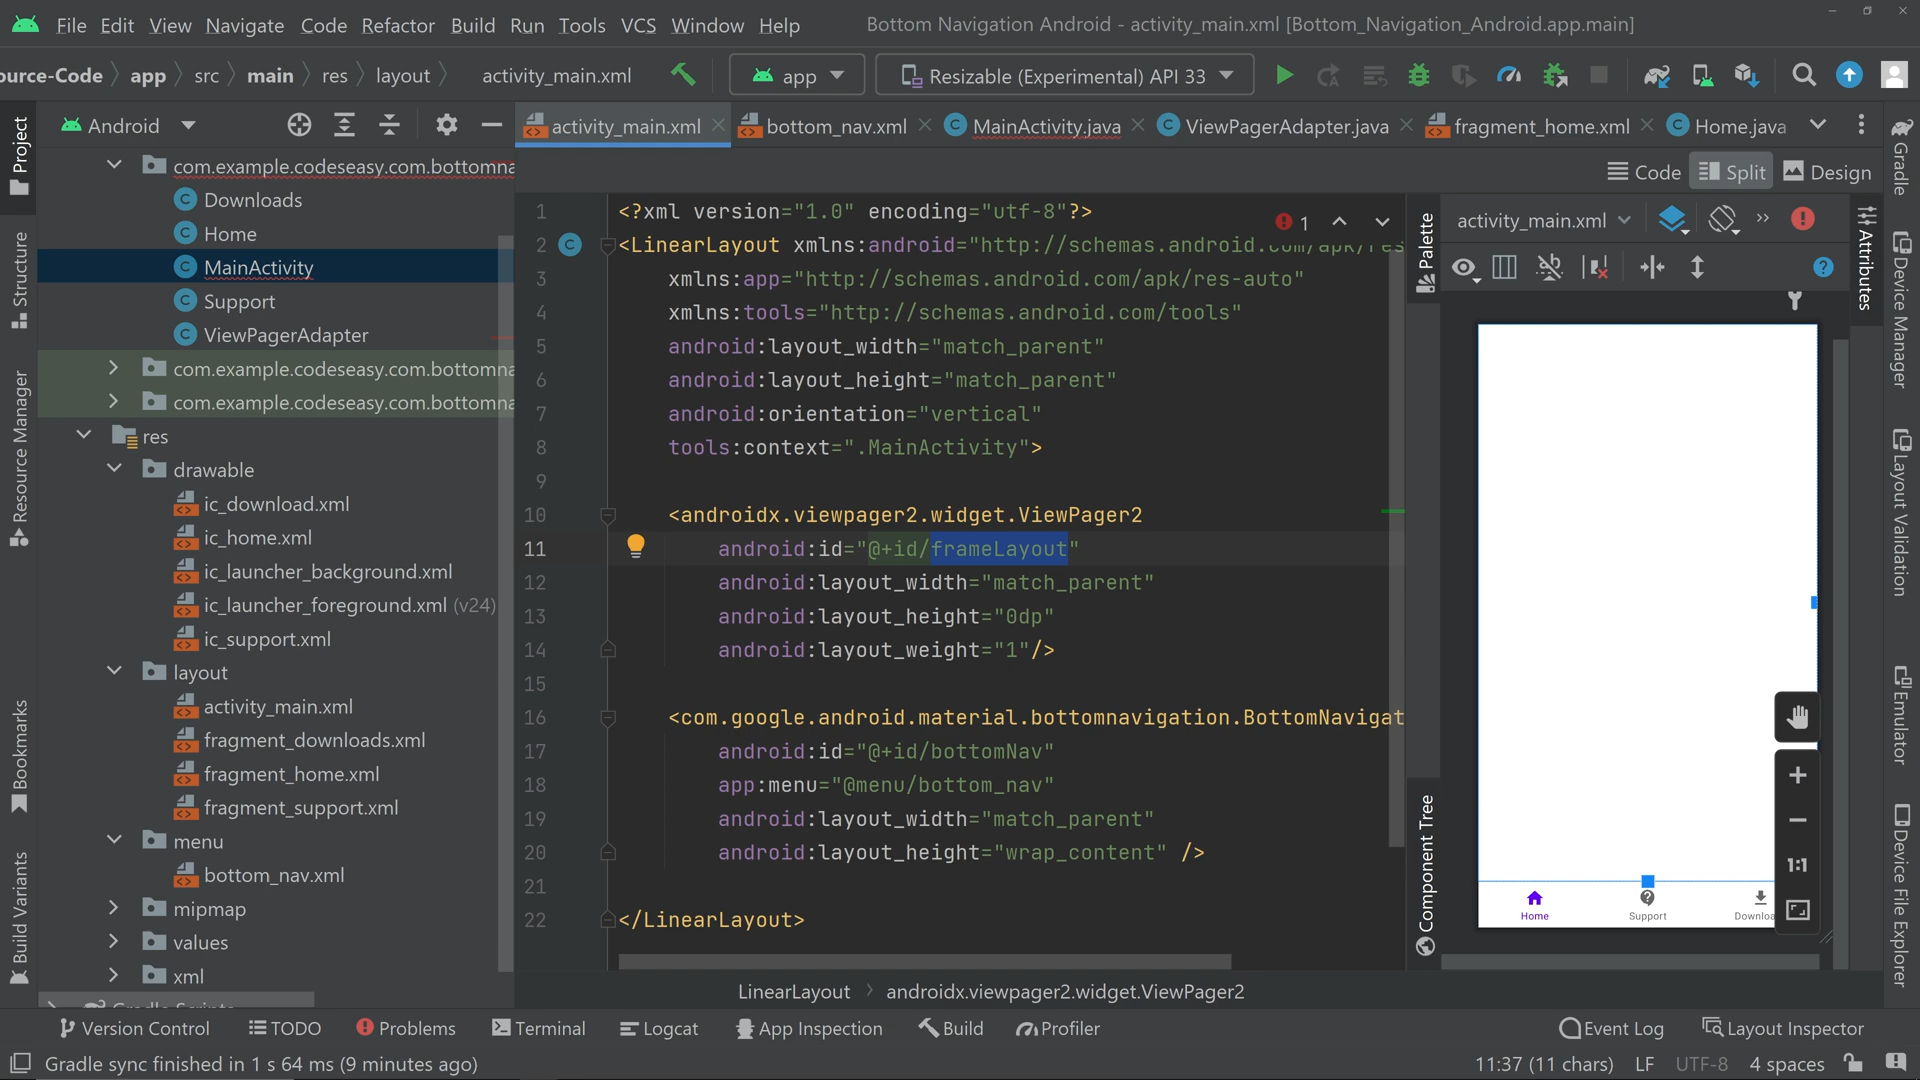 File Edit View Navigate Code Refactor Build Run Tools VCS Window Help
Bottom Navigation Android - activity_main.xml [Bottom_Navigation_Android.app.main]
ource-Code app src main res layout activity_main.xml
app
Resizable (Experimental) API 33
Android
activity_main.xml
bottom_nav.xml
MainActivity.java
ViewPagerAdapter.java
fragment_home.xml
Home.java
Code Split Design
Project
Structure
Resource Manager
Bookmarks
Build Variants
com.example.codeseasy.com.bottomna
Downloads
Home
MainActivity
Support
ViewPagerAdapter
com.example.codeseasy.com.bottomna
com.example.codeseasy.com.bottomna
res
drawable
ic_download.xml
ic_home.xml
ic_launcher_background.xml
ic_launcher_foreground.xml (v24)
ic_support.xml
layout
activity_main.xml
fragment_downloads.xml
fragment_home.xml
fragment_support.xml
menu
bottom_nav.xml
mipmap
values
xml
1 <?xml version="1.0" encoding="utf-8"?>
2 <LinearLayout xmlns:android="http://schemas.android.com/apk/res
3 xmlns:app="http://schemas.android.com/apk/res-auto"
4 xmlns:tools="http://schemas.android.com/tools"
5 android:layout_width="match_parent"
6 android:layout_height="match_parent"
7 android:orientation="vertical"
8 tools:context=".MainActivity">
9
10 <androidx.viewpager2.widget.ViewPager2
11 android:id="@+id/frameLayout"
12 android:layout_width="match_parent"
13 android:layout_height="0dp"
14 android:layout_weight="1"/>
15
16 <com.google.android.material.bottomnavigation.BottomNavigat
17 android:id="@+id/bottomNav"
18 app:menu="@menu/bottom_nav"
19 android:layout_width="match_parent"
20 android:layout_height="wrap_content" />
21
22 </LinearLayout>
1
Palette
Component Tree
activity_main.xml
Home
Support
Downloa
1:1
Attributes
Gradle
Device Manager
Layout Validation
Emulator
Device File Explorer
LinearLayout androidx.viewpager2.widget.ViewPager2
Version Control TODO Problems Terminal Logcat App Inspection Build Profiler
Event Log Layout Inspector
Gradle sync finished in 1 s 64 ms (9 minutes ago)
11:37 (11 chars) LF UTF-8 4 spaces